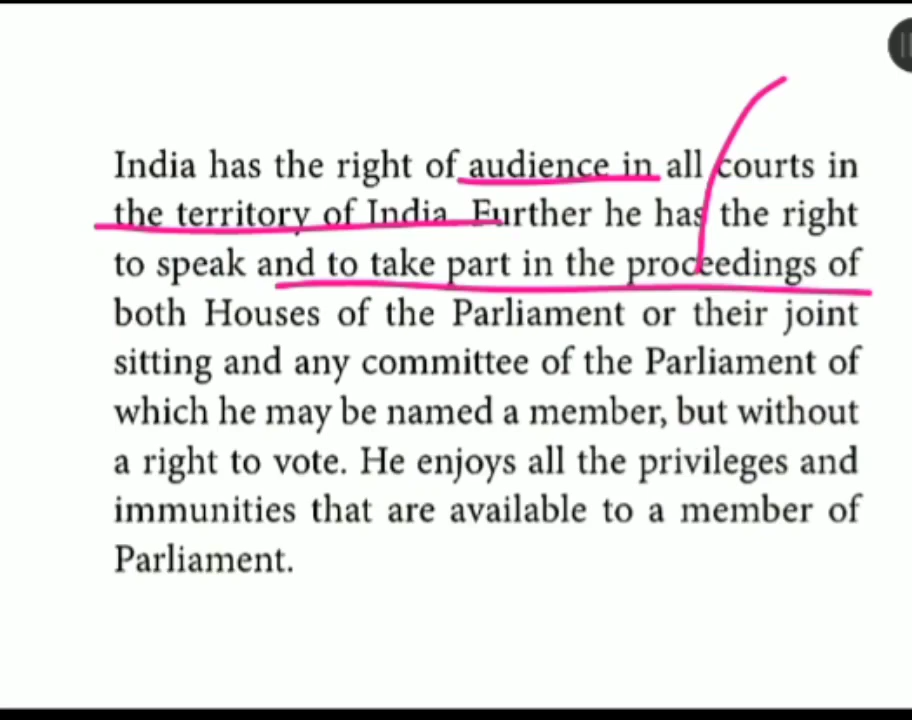 India has the right of audience in all courts in
the territory of India. Further he has the right
to speak and to take part in the proceedings of
both Houses of the Parliament or their joint
sitting and any committee of the Parliament of
which he may be named a member, but without
a right to vote. He enjoys all the privileges and
immunities that are available to a member of
Parliament.